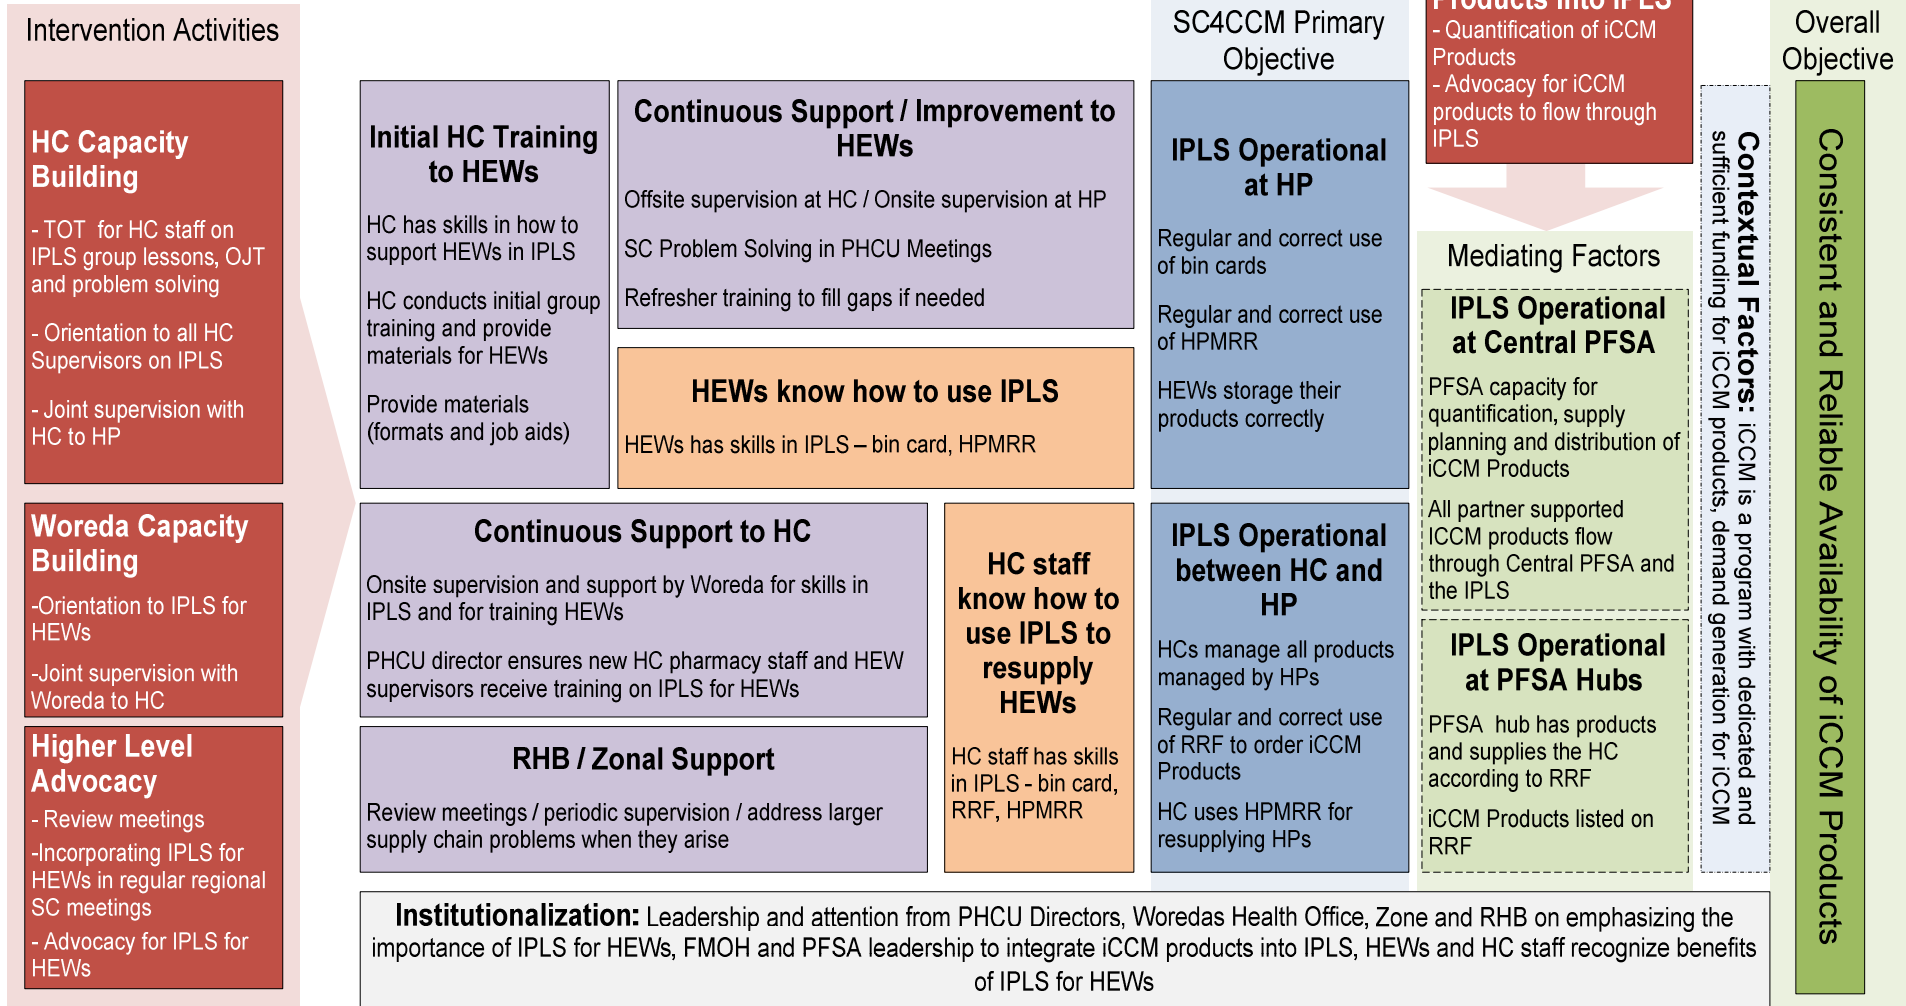 Intervention Activities
HC Capacity
Building
- TOT for HC staff on
IPLS group lessons, OJT
and problem solving
- Orientation to all HC
Supervisors on IPLS
- Joint supervision with
HC to HP
Woreda Capacity
Building
-Orientation to IPLS for
HEWs
-Joint supervision with
Woreda to HC
Higher Level
Advocacy
- Review meetings
-Incorporating IPLS for
HEWs in regular regional
SC meetings
- Advocacy for IPLS for
HEWs
Initial HC Training
to HEWs
HC has skills in how to
support HEWs in IPLS
HC conducts initial group
training and provide
materials for HEWs
Provide materials
(formats and job aids)
Continuous Support / Improvement to
HEWs
Offsite supervision at HC / Onsite supervision at HP
SC Problem Solving in PHCU Meetings
Refresher training to fill gaps if needed
HEWs know how to use IPLS
HEWs has skills in IPLS – bin card, HPMRR
Continuous Support to HC
Onsite supervision and support by Woreda for skills in
IPLS and for training HEWs
PHCU director ensures new HC pharmacy staff and HEW
supervisors receive training on IPLS for HEWs
RHB / Zonal Support
Review meetings / periodic supervision / address larger
supply chain problems when they arise
HC staff
know how to
use IPLS to
resupply
HEWs
HC staff has skills
in IPLS - bin card,
RRF, HPMRR
SC4CCM Primary
Objective
IPLS Operational
at HP
Regular and correct use
of bin cards
Regular and correct use
of HPMRR
HEWs storage their
products correctly
IPLS Operational
between HC and
HP
HCs manage all products
managed by HPs
Regular and correct use
of RRF to order iCCM
Products
HC uses HPMRR for
resupplying HPs
Products into IPLS
- Quantification of iCCM
Products
- Advocacy for iCCM
products to flow through
IPLS
Mediating Factors
IPLS Operational
at Central PFSA
PFSA capacity for
quantification, supply
planning and distribution of
iCCM Products
All partner supported
ICCM products flow
through Central PFSA and
the IPLS
IPLS Operational
at PFSA Hubs
PFSA hub has products
and supplies the HC
according to RRF
iCCM Products listed on
RRF
Contextual Factors: iCCM is a program with dedicated and
sufficient funding for iCCM products, demand generation for iCCM
Overall
Objective
Consistent and Reliable Availability of iCCM Products
Institutionalization: Leadership and attention from PHCU Directors, Woredas Health Office, Zone and RHB on emphasizing the
importance of IPLS for HEWs, FMOH and PFSA leadership to integrate iCCM products into IPLS, HEWs and HC staff recognize benefits
of IPLS for HEWs